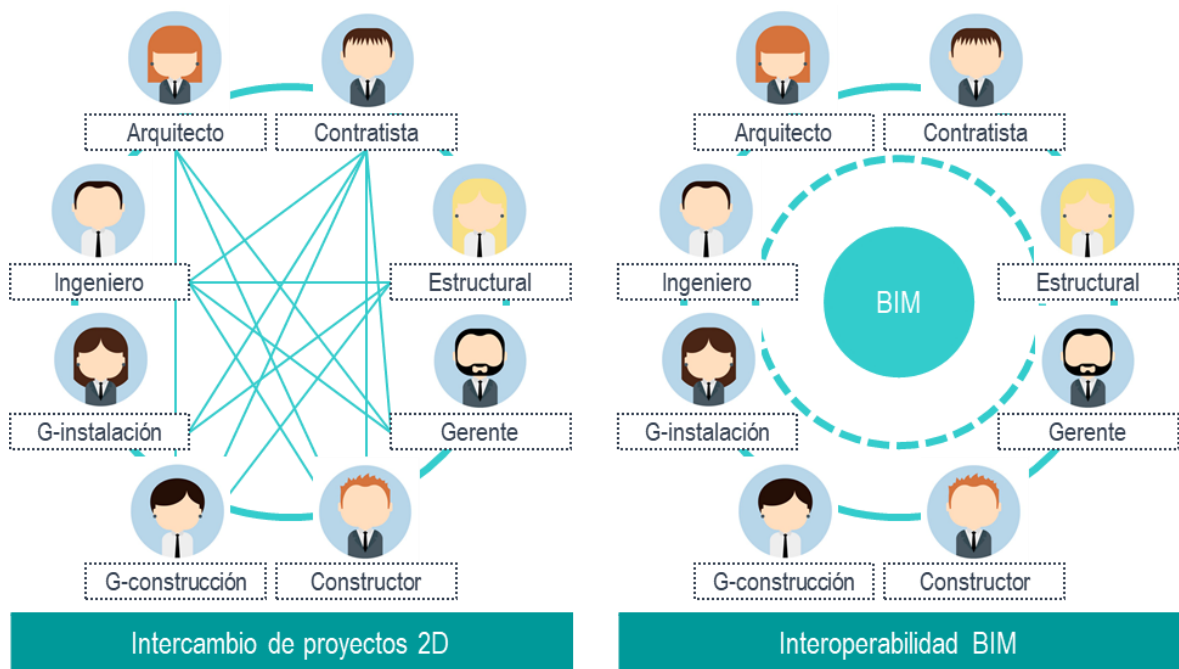 Arquitecto
Contratista
Ingeniero
Estructural
G-instalación
Gerente
G-construcción
Constructor
Intercambio de proyectos 2D
Arquitecto
Contratista
Ingeniero
BIM
Estructural
G-instalación
Gerente
G-construcción
Constructor
Interoperabilidad BIM